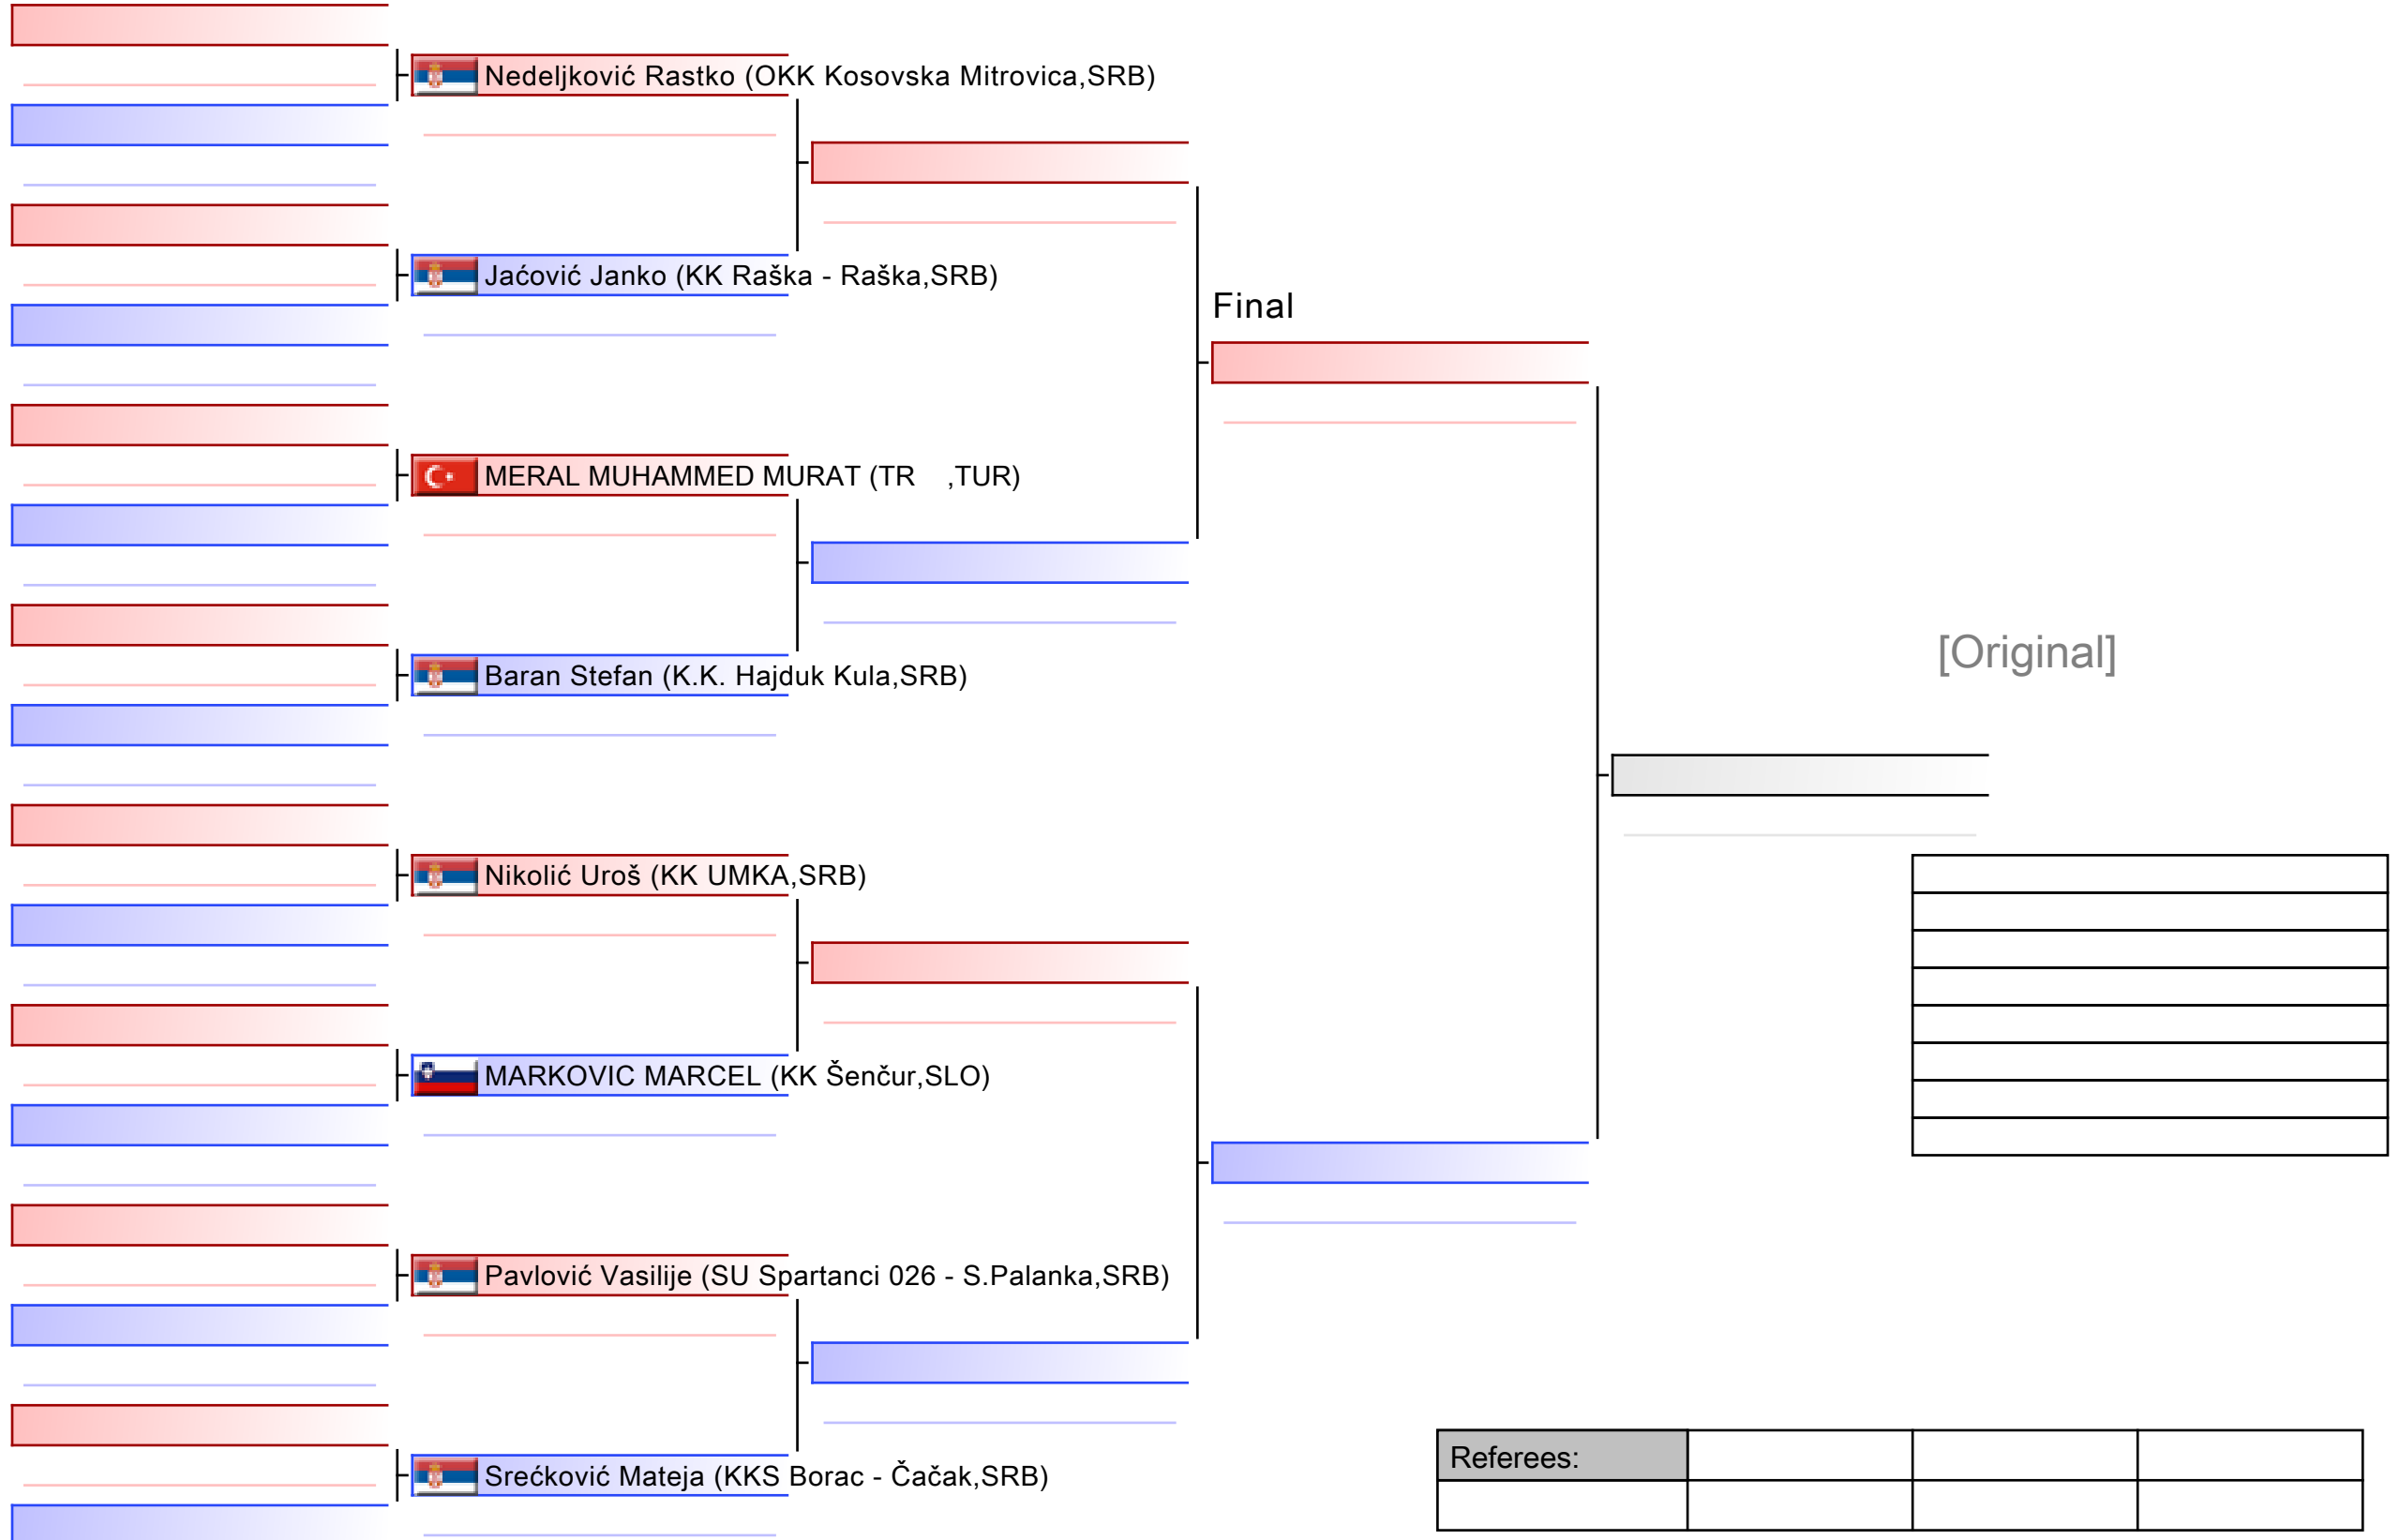 Nedeljković Rastko (OKK Kosovska Mitrovica,SRB)
Jaćović Janko (KK Raška - Raška,SRB)
Final
MERAL MUHAMMED MURAT (TR    ,TUR)
[Original]
Baran Stefan (K.K. Hajduk Kula,SRB)
Nikolić Uroš (KK UMKA,SRB)
MARKOVIC MARCEL (KK Šenčur,SLO)
Pavlović Vasilije (SU Spartanci 026 - S.Palanka,SRB)
Referees:
Srećković Mateja (KKS Borac - Čačak,SRB)